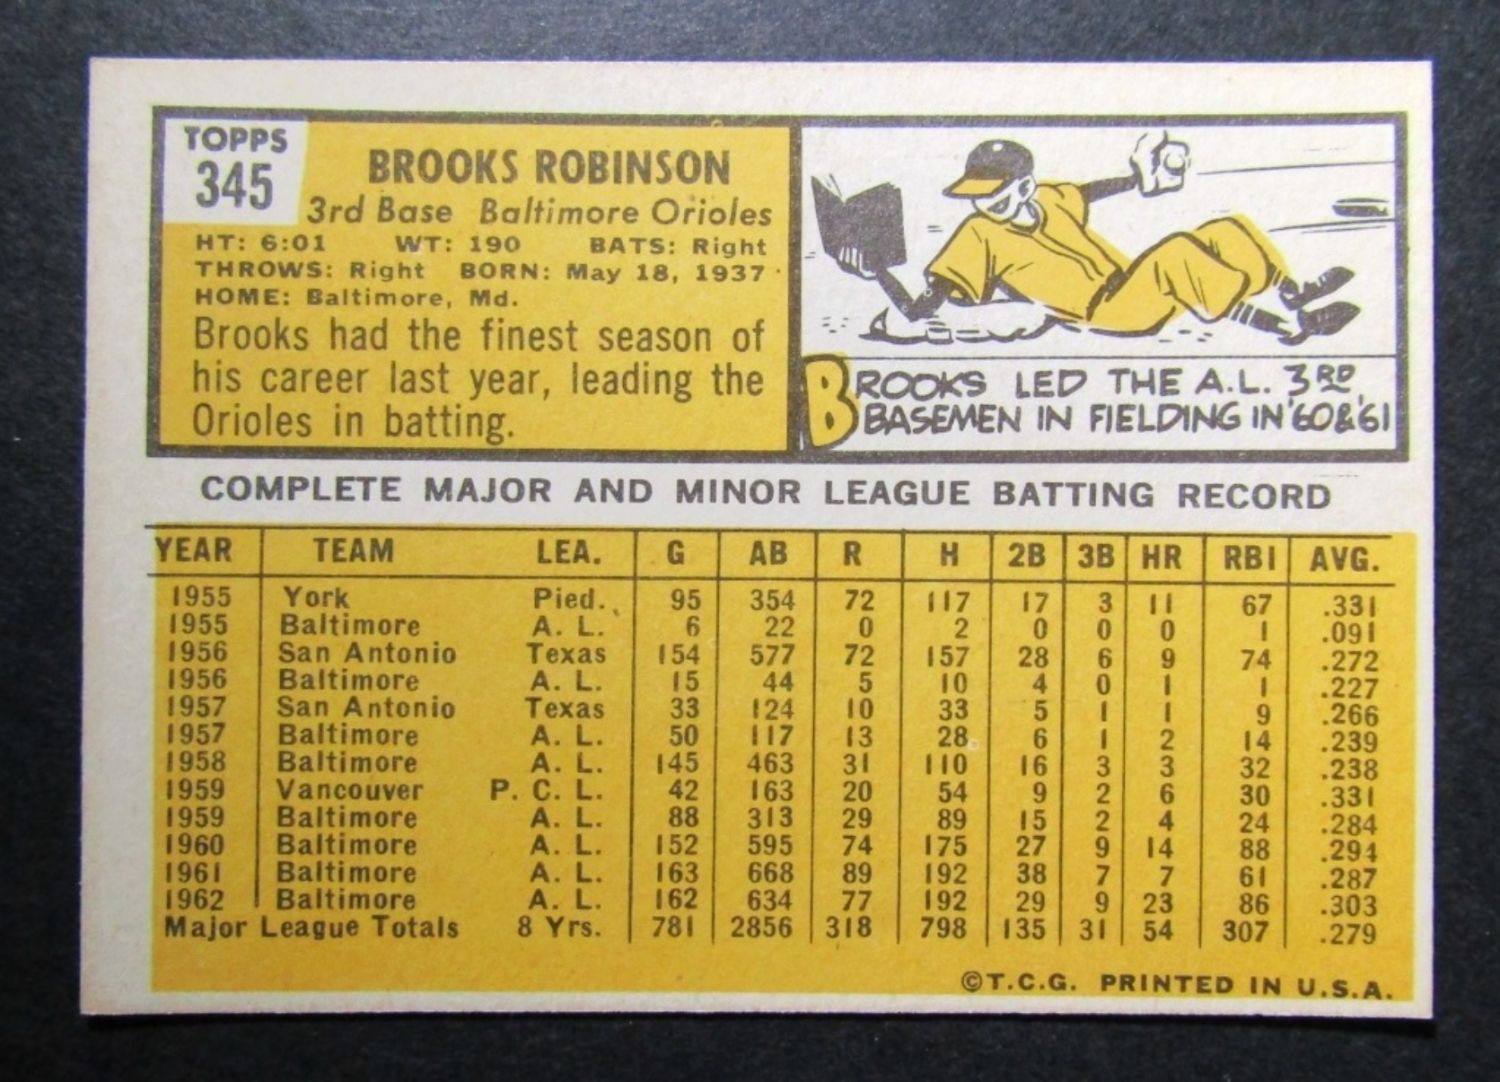 TOPPS
345
BROOKS ROBINSON
3rd Base Baltimore Orioles
HT: 6:01 WT: 190 BATS: Right
THROWS: Right BORN: May 18, 1937
HOME: Baltimore, Md.
Brooks had the finest season of
his career last year, leading the
Orioles in batting.
BROOKS LED THE A.L. 3RD
BASEMEN IN FIELDING IN '60 & '61
COMPLETE MAJOR AND MINOR LEAGUE BATTING RECORD
YEAR TEAM LEA. G AB R H 2B 3B HR RBI AVG.
1955 York Pied. 95 354 72 117 17 3 11 67 .331
1955 Baltimore A. L. 6 22 0 2 0 0 0 1 .091
1956 San Antonio Texas 154 577 72 157 28 6 9 74 .272
1956 Baltimore A. L. 15 44 5 10 4 0 1 1 .227
1957 San Antonio Texas 33 124 10 33 5 1 1 9 .266
1957 Baltimore A. L. 50 117 13 28 6 1 2 14 .239
1958 Baltimore A. L. 145 463 31 110 16 3 3 32 .238
1959 Vancouver P. C. L. 42 163 20 54 9 2 6 30 .331
1959 Baltimore A. L. 88 313 29 89 15 2 4 24 .284
1960 Baltimore A. L. 152 595 74 175 27 9 14 88 .294
1961 Baltimore A. L. 163 668 89 192 38 7 7 61 .287
1962 Baltimore A. L. 162 634 77 192 29 9 23 86 .303
Major League Totals 8 Yrs. 781 2856 318 798 135 31 54 307 .279
©T.C.G. PRINTED IN U.S.A.